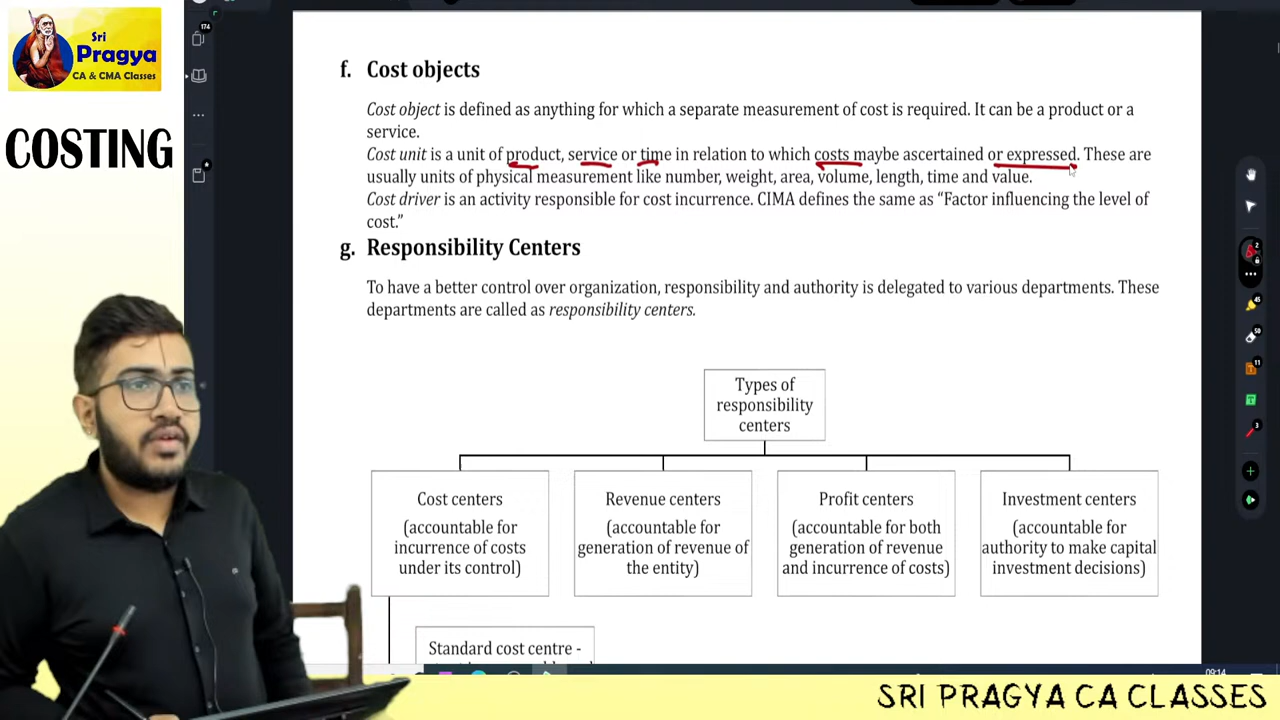 Sri
Pragya
CA & CMA Classes
COSTING
174
f. Cost objects
Cost object is defined as anything for which a separate measurement of cost is required. It can be a product or a
service.
Cost unit is a unit of product, service or time in relation to which costs maybe ascertained or expressed. These are
usually units of physical measurement like number, weight, area, volume, length, time and value.
Cost driver is an activity responsible for cost incurrence. CIMA defines the same as “Factor influencing the level of
cost.”
g. Responsibility Centers
To have a better control over organization, responsibility and authority is delegated to various departments. These
departments are called as responsibility centers.
Types of
responsibility
centers
Cost centers
(accountable for
incurrence of costs
under its control)
Revenue centers
(accountable for
generation of revenue of
the entity)
Profit centers
(accountable for both
generation of revenue
and incurrence of costs)
Investment centers
(accountable for
authority to make capital
investment decisions)
Standard cost centre -
2
45
50
11
3
09:14
SRI PRAGYA CA CLASSES